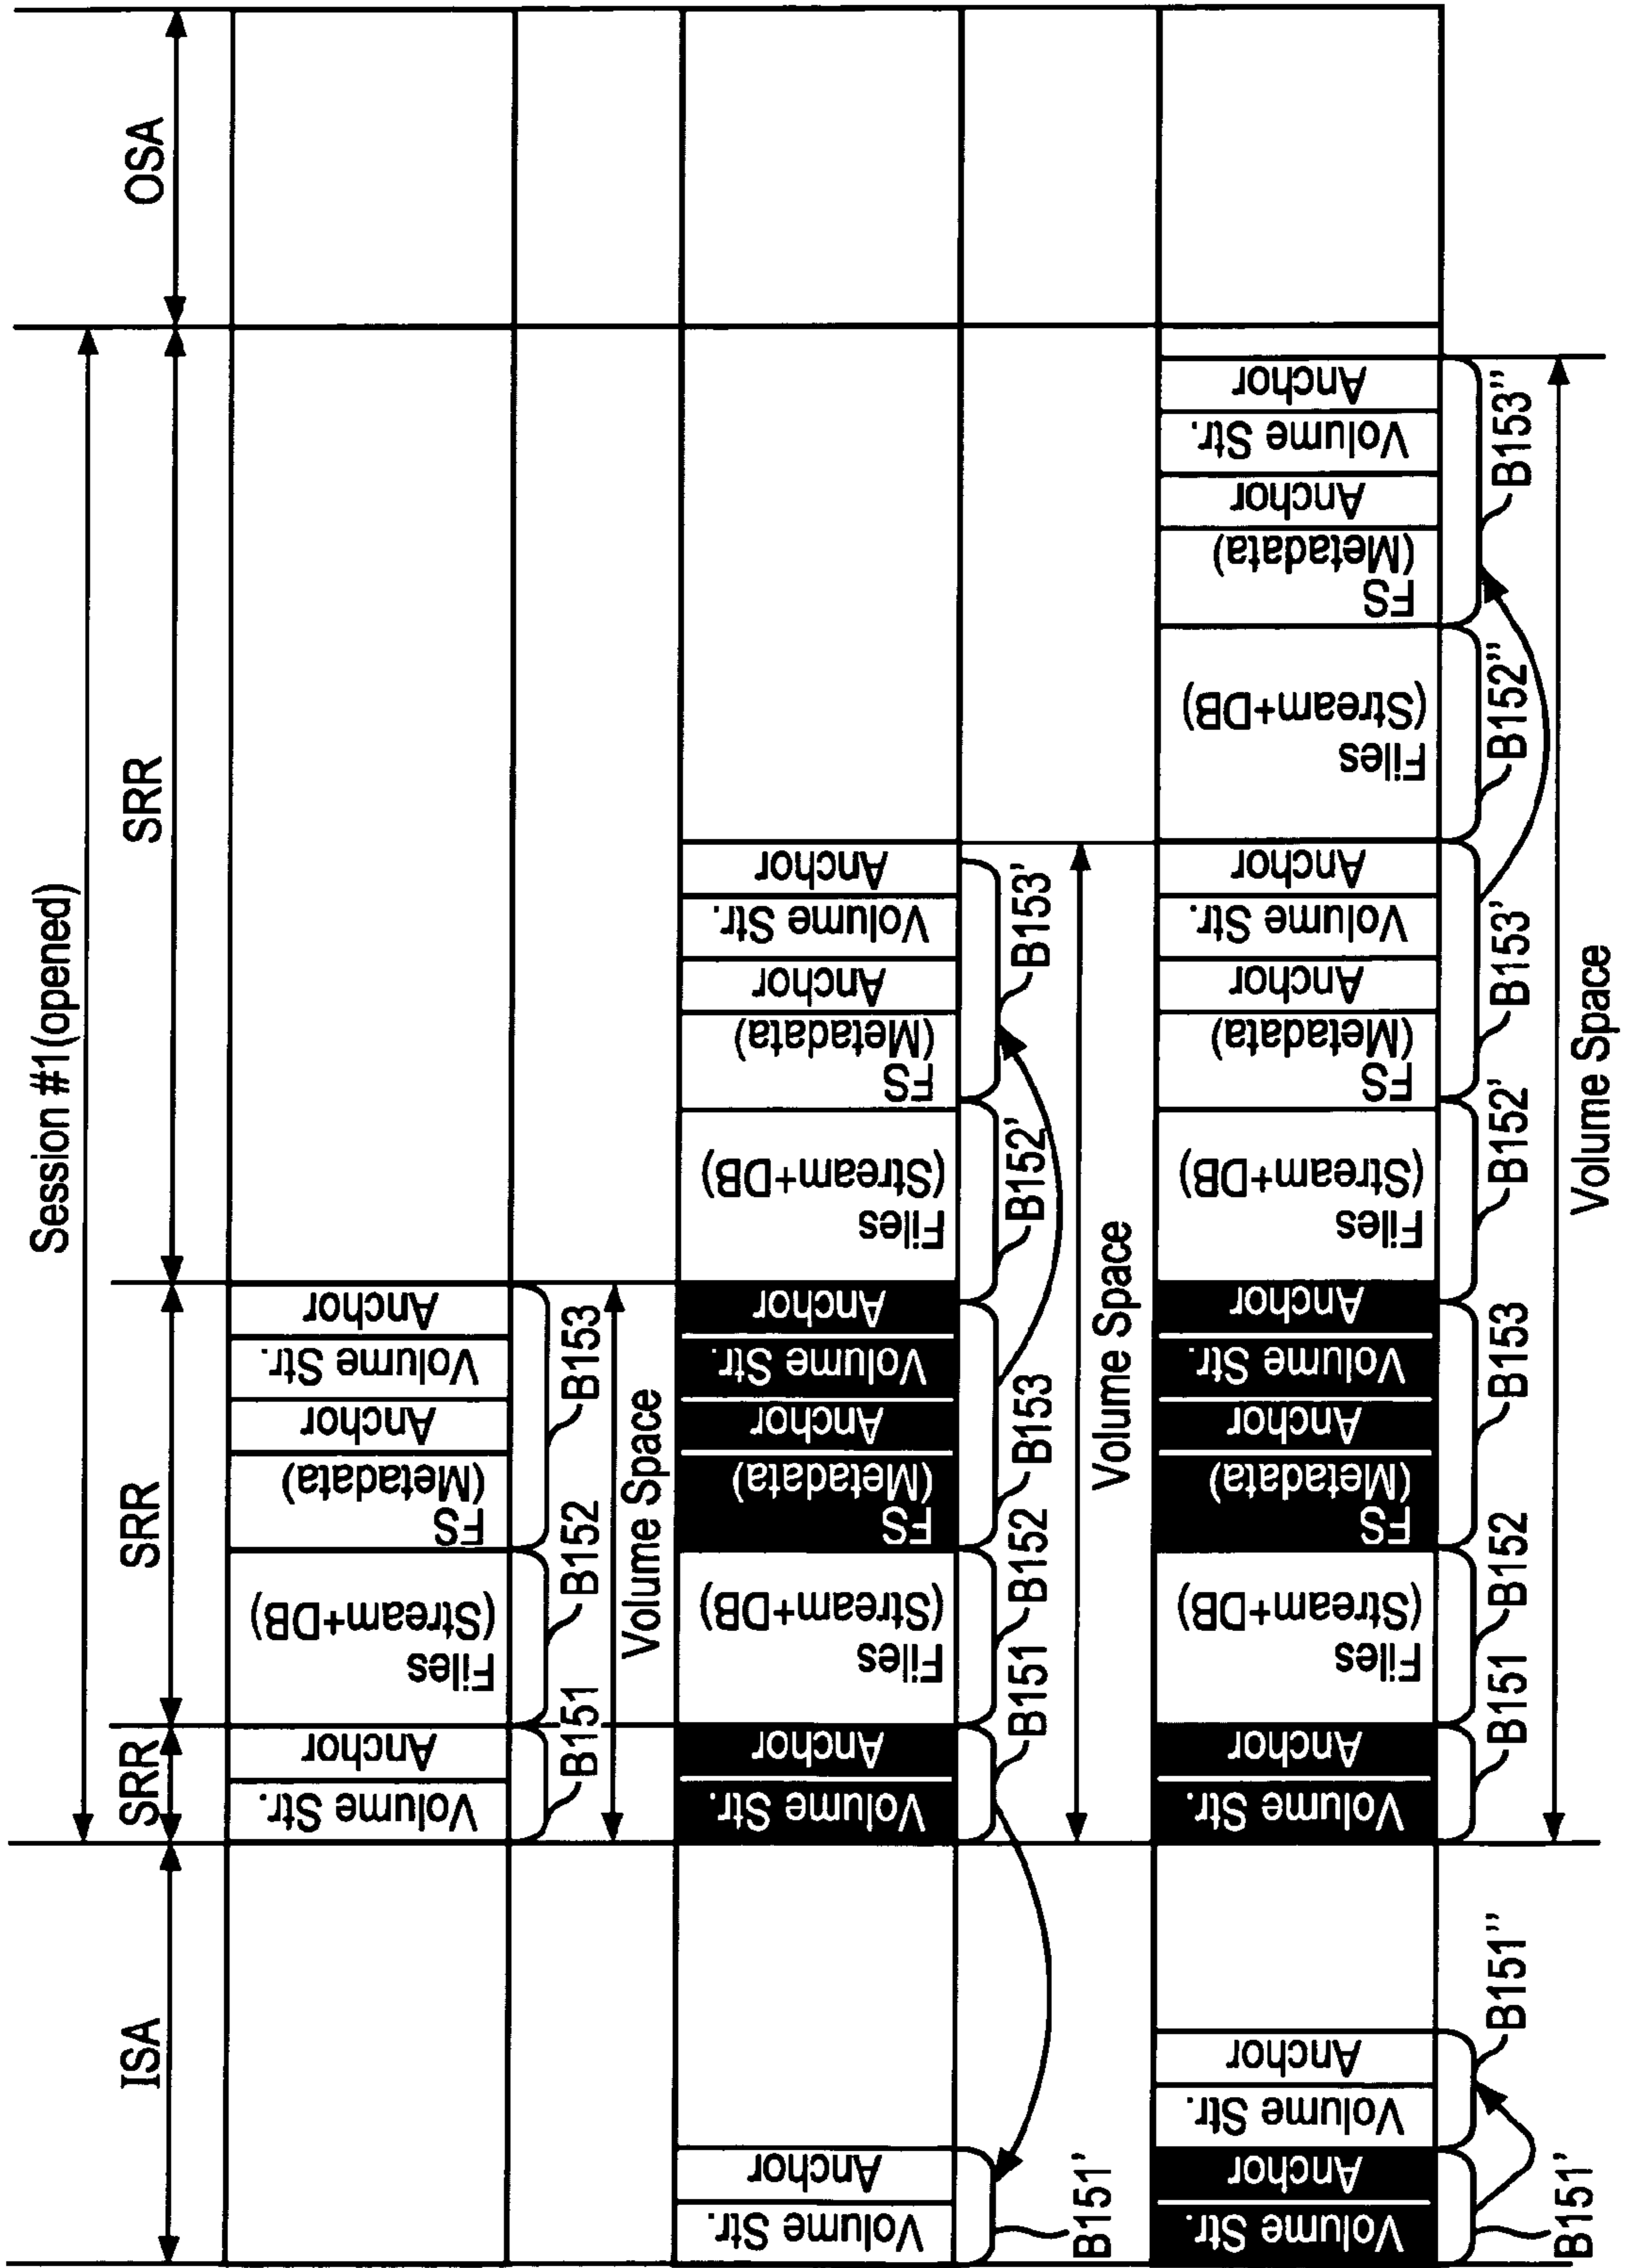 Session #1(opened)
ISA
SRR
SRR
SRR
OSA
Volume Str.
Anchor
Files
(Stream+DB)
FS
(Metadata)
Anchor
Volume Str.
Anchor
B151
B152
B153
Volume Space
Volume Str.
Anchor
Volume Str.
Anchor
Files
(Stream+DB)
FS
(Metadata)
Anchor
Volume Str.
Anchor
Files
(Stream+DB)
FS
(Metadata)
Anchor
Volume Str.
Anchor
B151'
B151
B152
B153
B152'
B153'
Volume Space
Volume Str.
Anchor
Volume Str.
Anchor
Volume Str.
Anchor
Files
(Stream+DB)
FS
(Metadata)
Anchor
Volume Str.
Anchor
Files
(Stream+DB)
FS
(Metadata)
Anchor
Volume Str.
Anchor
Files
(Stream+DB)
FS
(Metadata)
Anchor
Volume Str.
Anchor
B151'
B151''
B151
B152
B153
B152'
B153'
B152''
B153''
Volume Space